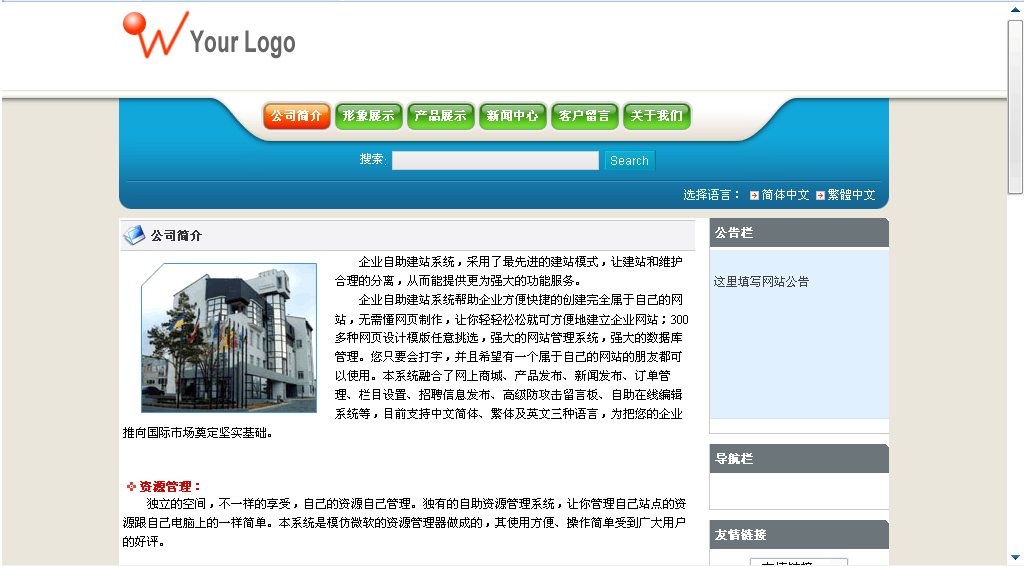 Your Logo
公司简介 形象展示 产品展示 新闻中心 客户留言 关于我们
搜索: Search
选择语言： 简体中文 繁體中文
公司简介
企业自助建站系统，采用了最先进的建站模式，让建站和维护
合理的分离，从而能提供更为强大的功能服务。
企业自助建站系统帮助企业方便快捷的创建完全属于自己的网
站，无需懂网页制作，让你轻轻松松就可方便地建立企业网站；300
多种网页设计模版任意挑选，强大的网站管理系统，强大的数据库
管理。您只要会打字，并且希望有一个属于自己的网站的朋友都可
以使用。本系统融合了网上商城、产品发布、新闻发布、订单管
理、栏目设置、招聘信息发布、高级防攻击留言板、自助在线编辑
系统等，目前支持中文简体、繁体及英文三种语言，为把您的企业
推向国际市场奠定坚实基础。
资源管理：
独立的空间，不一样的享受，自己的资源自己管理。独有的自助资源管理系统，让你管理自己站点的资
源跟自己电脑上的一样简单。本系统是模仿微软的资源管理器做成的，其使用方便、操作简单受到广大用户
的好评。
公告栏
这里填写网站公告
导航栏
友情链接
友情链接